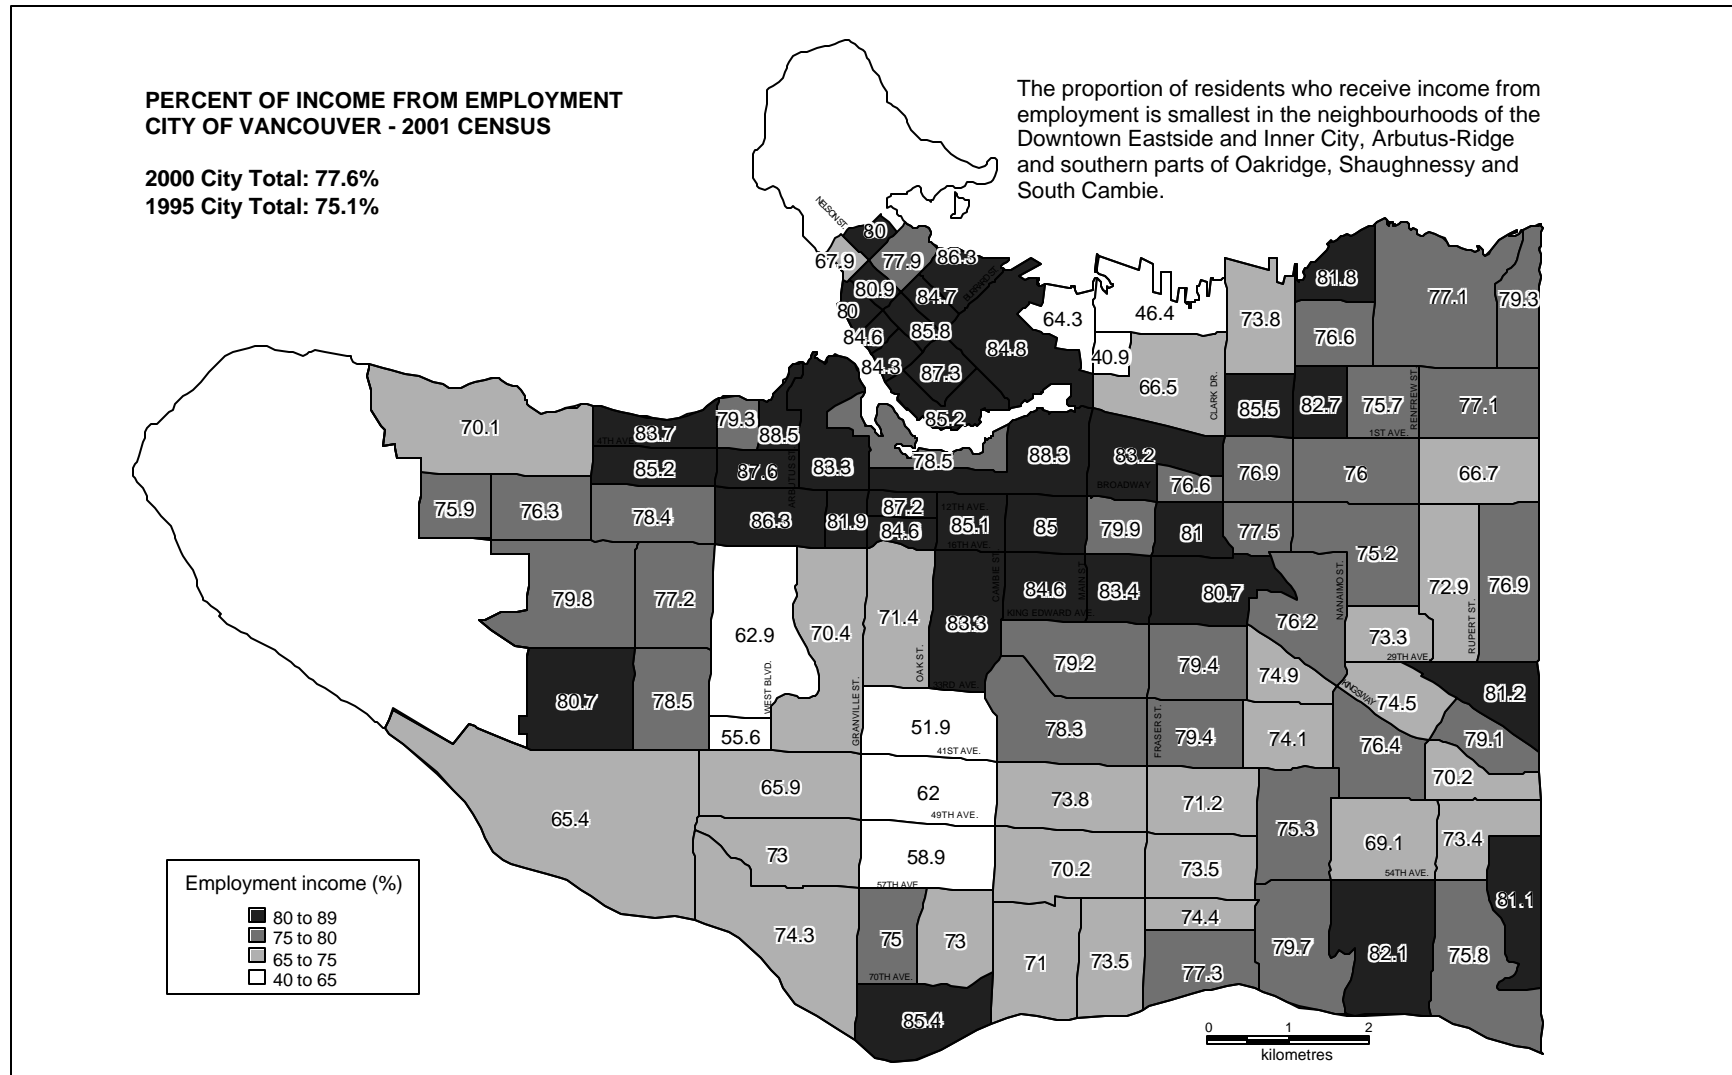 PERCENT OF INCOME FROM EMPLOYMENT
CITY OF VANCOUVER - 2001 CENSUS
2000 City Total: 77.6%
1995 City Total: 75.1%
The proportion of residents who receive income from
employment is smallest in the neighbourhoods of the
Downtown Eastside and Inner City, Arbutus-Ridge
and southern parts of Oakridge, Shaughnessy and
South Cambie.
NELSON ST.
80
67.9
77.9
86.3
80.9
84.7
BURRARD ST.
80
85.8
84.6
84.8
84.3
87.3
85.2
64.3
46.4
40.9
66.5
CLARK DR.
73.8
81.8
76.6
77.1
79.3
85.5
82.7
75.7
RENFREW ST.
77.1
1ST AVE.
70.1
4TH AVE.
83.7
79.3
88.5
85.2
87.6
ARBUTUS ST.
83.3
78.5
88.3
83.2
BROADWAY
76.6
76.9
76
66.7
75.9
76.3
78.4
86.3
81.9
87.2
12TH AVE.
84.6
85.1
16TH AVE.
85
79.9
81
77.5
75.2
72.9
76.9
79.8
77.2
62.9
WEST BLVD.
70.4
71.4
OAK ST.
CAMBIE ST.
83.3
33RD AVE.
84.6
MAIN ST.
83.4
80.7
KING EDWARD AVE.
76.2
NANAIMO ST.
73.3
29TH AVE.
RUPERT ST.
80.7
78.5
55.6
GRANVILLE ST.
51.9
41ST AVE.
79.2
79.4
74.9
KINGSWAY
74.5
81.2
78.3
FRASER ST.
79.4
74.1
76.4
79.1
70.2
65.4
65.9
62
49TH AVE.
73.8
71.2
75.3
69.1
54TH AVE.
73.4
73
58.9
57TH AVE.
70.2
73.5
81.1
74.3
75
73
70TH AVE.
71
73.5
74.4
77.3
79.7
82.1
75.8
85.4
Employment income (%)
80 to 89
75 to 80
65 to 75
40 to 65
0 1 2
kilometres